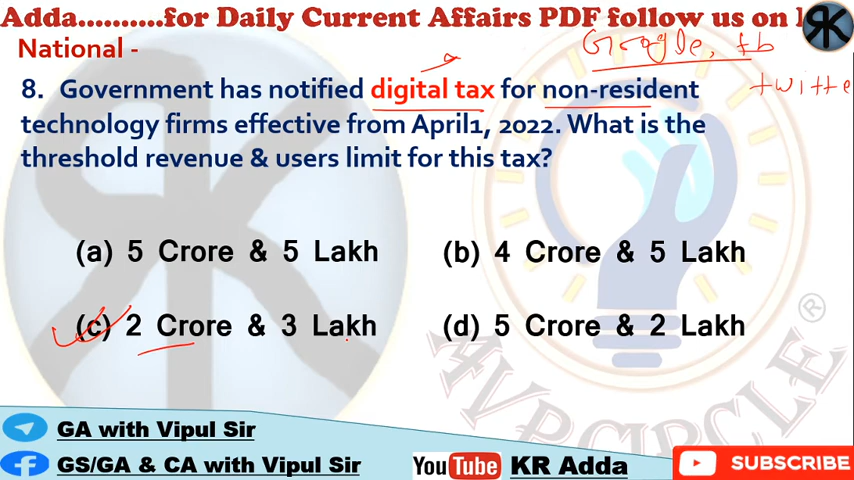 Adda..........for Daily Current Affairs PDF follow us on
National -
Google, fb
twitte
8. Government has notified digital tax for non-resident
technology firms effective from April1, 2022. What is the
threshold revenue & users limit for this tax?
(a) 5 Crore & 5 Lakh (b) 4 Crore & 5 Lakh
(c) 2 Crore & 3 Lakh (d) 5 Crore & 2 Lakh
MVPCIRCLE
GA with Vipul Sir
GS/GA & CA with Vipul Sir YouTube KR Adda SUBSCRIBE